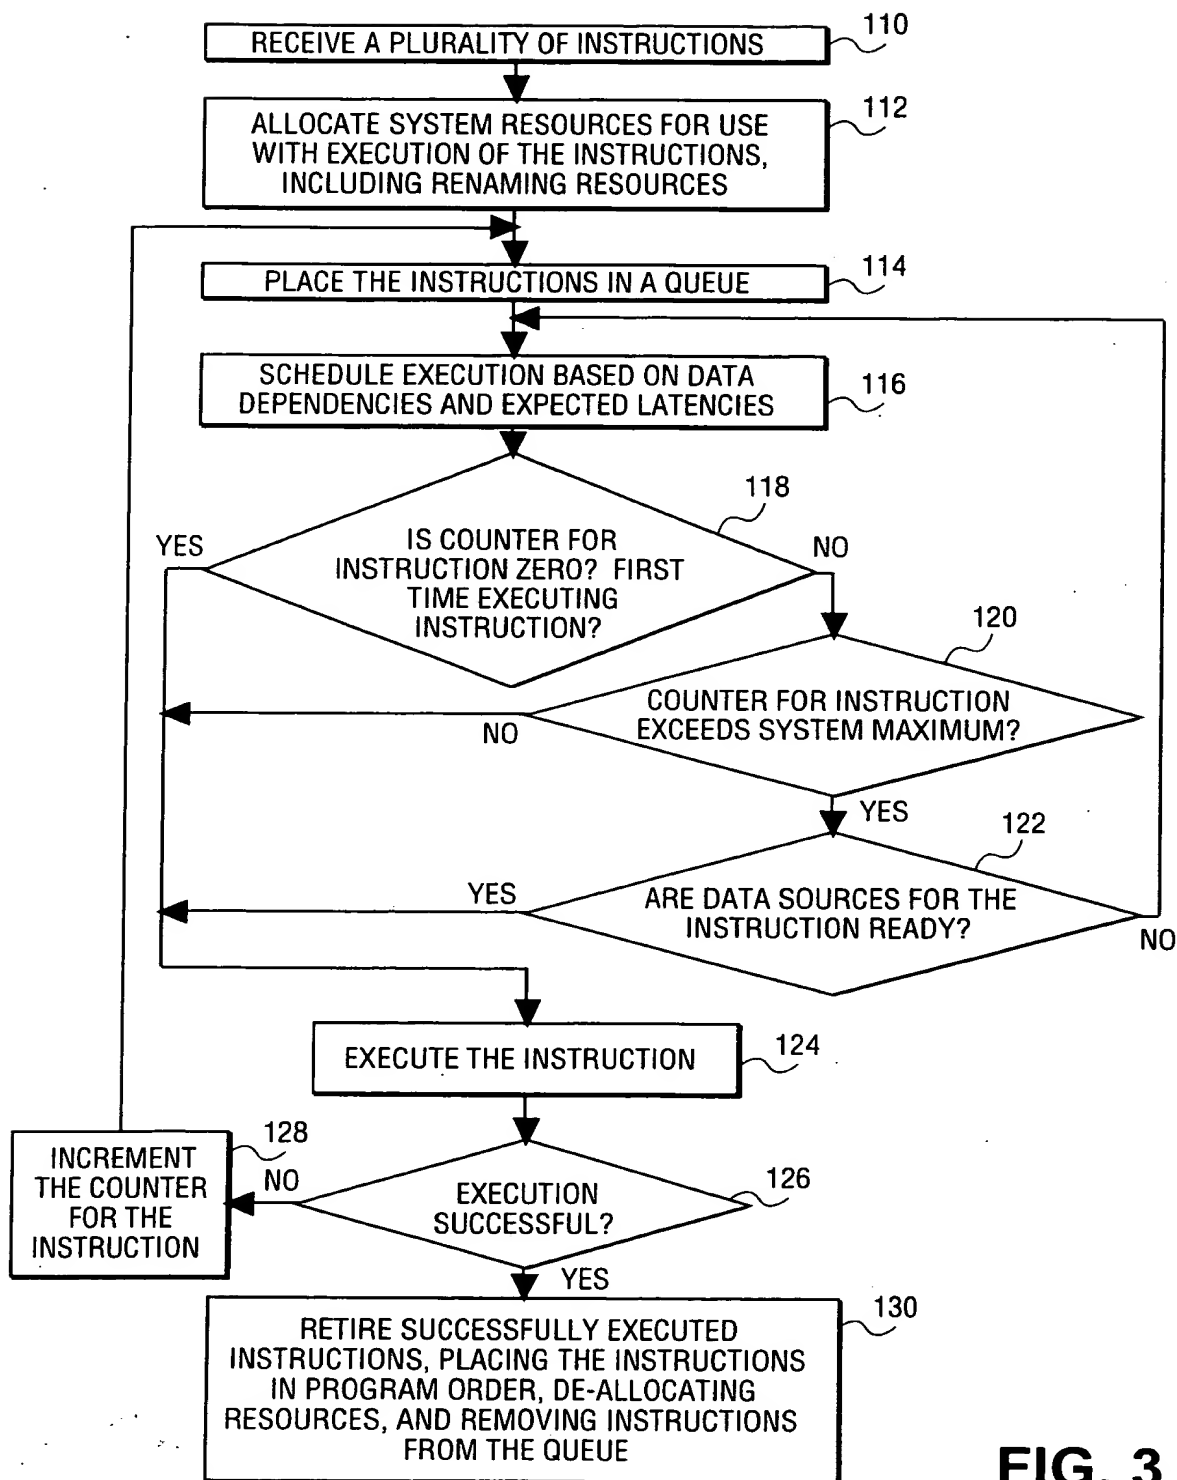 110
RECEIVE A PLURALITY OF INSTRUCTIONS
112
ALLOCATE SYSTEM RESOURCES FOR USE
WITH EXECUTION OF THE INSTRUCTIONS,
INCLUDING RENAMING RESOURCES
114
PLACE THE INSTRUCTIONS IN A QUEUE
SCHEDULE EXECUTION BASED ON DATA
DEPENDENCIES AND EXPECTED LATENCIES
116
118
YES
IS COUNTER FOR
INSTRUCTION ZERO? FIRST
TIME EXECUTING
INSTRUCTION?
NO
120
COUNTER FOR INSTRUCTION
EXCEEDS SYSTEM MAXIMUM?
NO
YES
122
YES
ARE DATA SOURCES FOR THE
INSTRUCTION READY?
NO
EXECUTE THE INSTRUCTION
124
128
INCREMENT
THE COUNTER
FOR THE
INSTRUCTION
NO
126
EXECUTION
SUCCESSFUL?
YES
130
RETIRE SUCCESSFULLY EXECUTED
INSTRUCTIONS, PLACING THE INSTRUCTIONS
IN PROGRAM ORDER, DE-ALLOCATING
RESOURCES, AND REMOVING INSTRUCTIONS
FROM THE QUEUE
FIG. 3